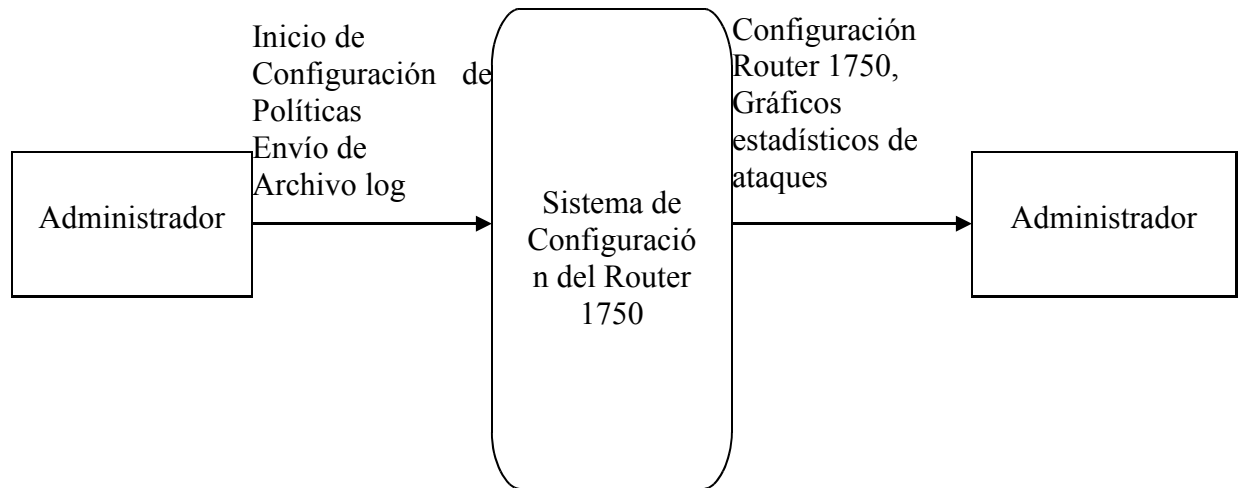 Inicio de
Configuración de
Políticas
Envío de
Archivo log
Configuración
Router 1750,
Gráficos
estadísticos de
ataques
Administrador
Sistema de
Configuració
n del Router
1750
Administrador